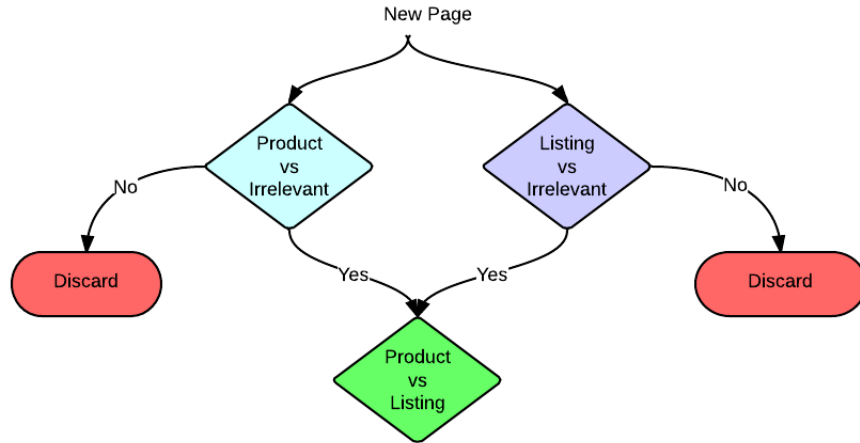 New Page
Product
vs
Irrelevant
Listing
vs
Irrelevant
No
No
Discard
Yes
Yes
Discard
Product
vs
Listing